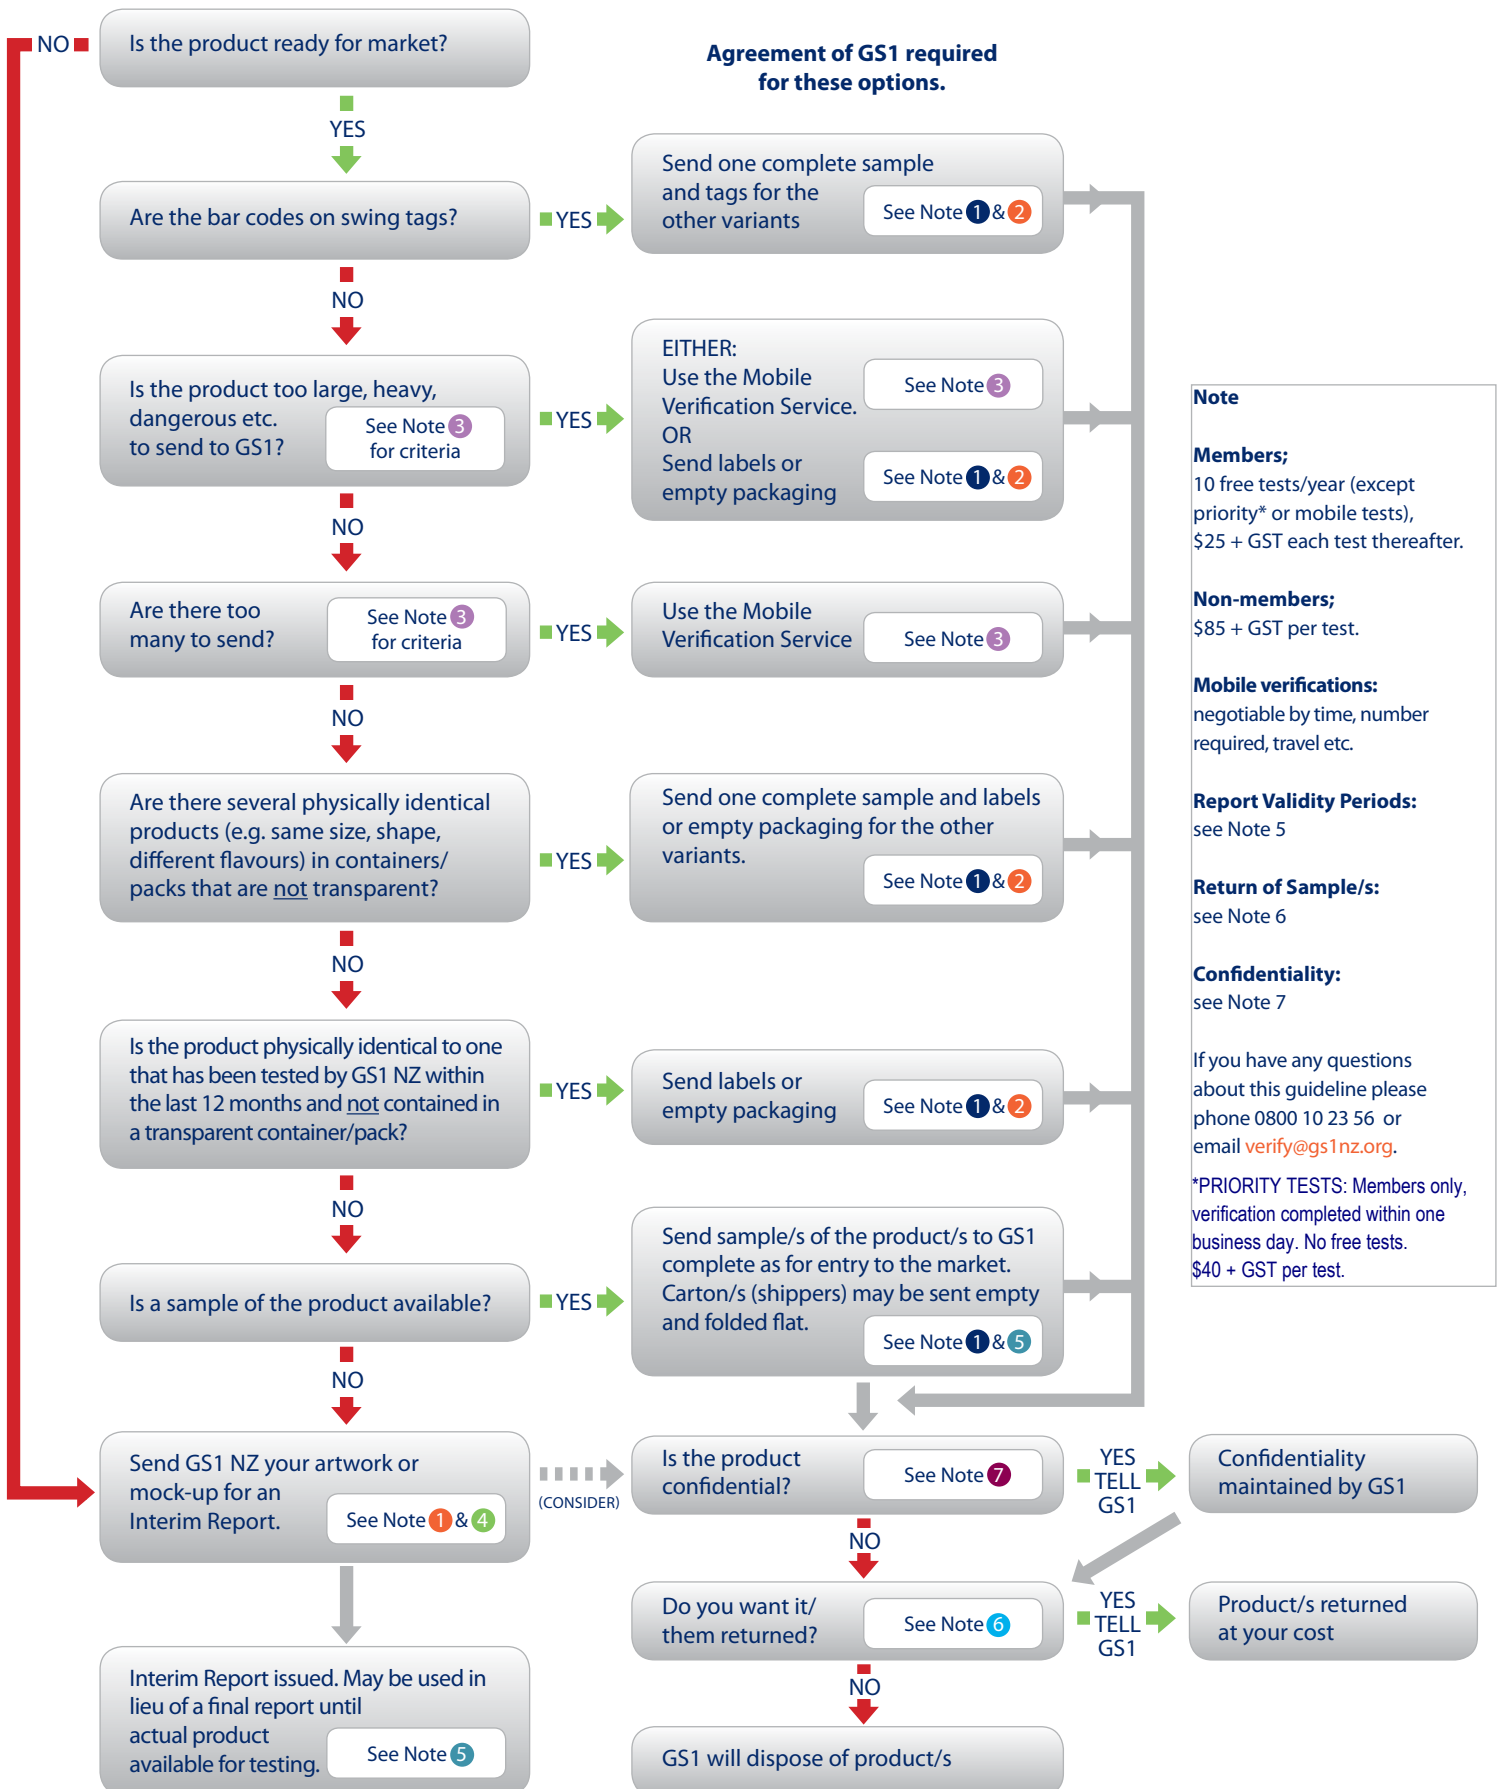 NO
Is the product ready for market?
Agreement of GS1 required
for these options.
YES
Are the bar codes on swing tags?
YES
Send one complete sample
and tags for the
other variants
See Note 1 & 2
NO
Is the product too large, heavy,
dangerous etc.
to send to GS1?
See Note 3
for criteria
YES
EITHER:
Use the Mobile
Verification Service.
See Note 3
OR
Send labels or
empty packaging
See Note 1 & 2
NO
Are there too
many to send?
See Note 3
for criteria
YES
Use the Mobile
Verification Service
See Note 3
NO
Are there several physically identical
products (e.g. same size, shape,
different flavours) in containers/
packs that are not transparent?
YES
Send one complete sample and labels
or empty packaging for the other
variants.
See Note 1 & 2
NO
Is the product physically identical to one
that has been tested by GS1 NZ within
the last 12 months and not contained in
a transparent container/pack?
YES
Send labels or
empty packaging
See Note 1 & 2
NO
Is a sample of the product available?
YES
Send sample/s of the product/s to GS1
complete as for entry to the market.
Carton/s (shippers) may be sent empty
and folded flat.
See Note 1 & 5
NO
Send GS1 NZ your artwork or
mock-up for an
Interim Report.
See Note 1 & 4
(CONSIDER)
Is the product
confidential?
See Note 7
YES
TELL
GS1
Confidentiality
maintained by GS1
NO
Do you want it/
them returned?
See Note 6
YES
TELL
GS1
Product/s returned
at your cost
NO
Interim Report issued. May be used in
lieu of a final report until
actual product
available for testing.
See Note 5
GS1 will dispose of product/s
Note
Members;
10 free tests/year (except
priority* or mobile tests),
$25 + GST each test thereafter.
Non-members;
$85 + GST per test.
Mobile verifications:
negotiable by time, number
required, travel etc.
Report Validity Periods:
see Note 5
Return of Sample/s:
see Note 6
Confidentiality:
see Note 7
If you have any questions
about this guideline please
phone 0800 10 23 56 or
email verify@gs1nz.org.
*PRIORITY TESTS: Members only,
verification completed within one
business day. No free tests.
$40 + GST per test.